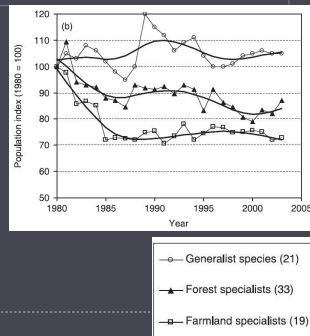 (b)
120
110
100
90
80
70
60
50
Population index (1980 = 100)
1980 1985 1990 1995 2000 2005
Year
Generalist species (21)
Forest specialists (33)
Farmland specialists (19)